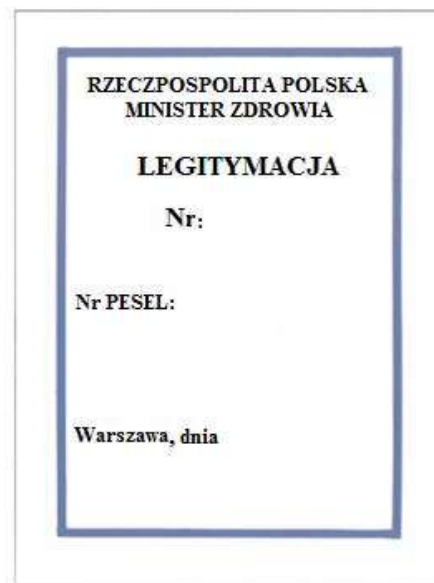 RZECZPOSPOLITA POLSKA
MINISTER ZDROWIA
LEGITYMACJA
Nr:
Nr PESEL:
Warszawa, dnia